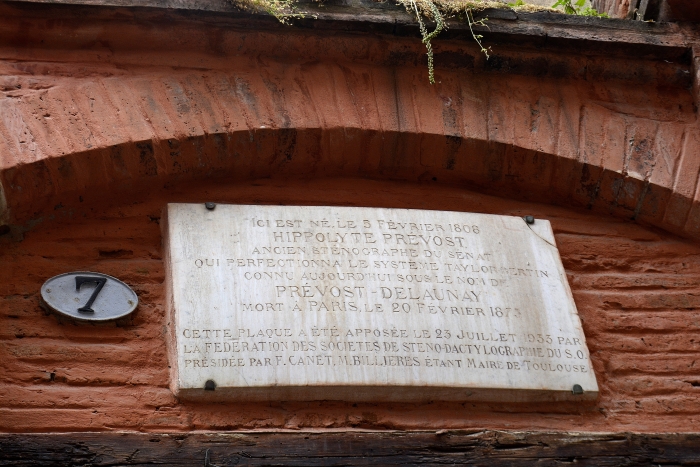 7
ICI EST NÉ, LE 5 FÉVRIER 1808
HIPPOLYTE PRÉVOST
ANCIEN STÉNOGRAPHE DU SÉNAT
QUI PERFECTIONNA LE SYSTÈME TAYLOR-BERTIN
CONNU AUJOURD'HUI SOUS LE NOM DE
PRÉVOST-DELAUNAY
MORT À PARIS, LE 20 FÉVRIER 1873
CETTE PLAQUE A ÉTÉ APPOSÉE LE 23 JUILLET 1933 PAR
LA FÉDÉRATION DES SOCIÉTÉS DE STÉNO-DACTYLOGRAPHIE DU S.O.
PRÉSIDÉE PAR F. CANET, M. BILLIÈRES ÉTANT MAIRE DE TOULOUSE